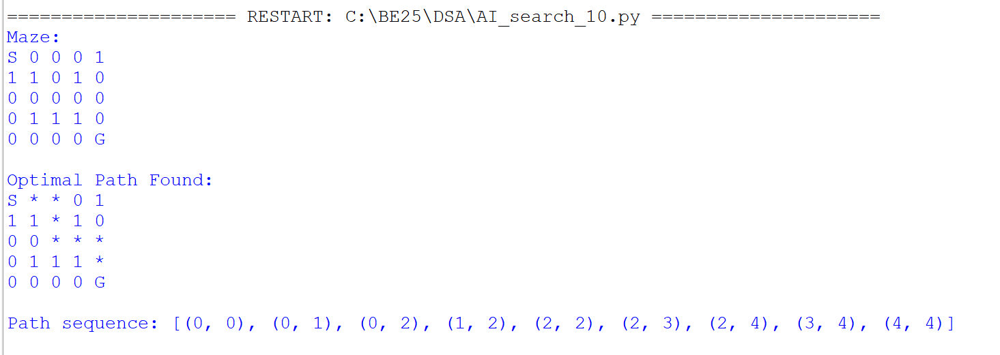 ===================== RESTART: C:\BE25\DSA\AI_search_10.py =====================
Maze:
S 0 0 0 1
1 1 0 1 0
0 0 0 0 0
0 1 1 1 0
0 0 0 0 G
Optimal Path Found:
S * * 0 1
1 1 * 1 0
0 0 * * *
0 1 1 1 *
0 0 0 0 G
Path sequence: [(0, 0), (0, 1), (0, 2), (1, 2), (2, 2), (2, 3), (2, 4), (3, 4), (4, 4)]